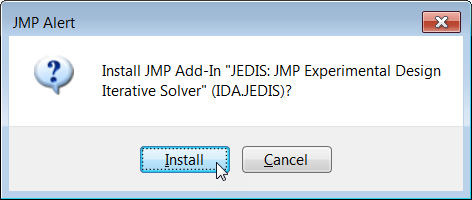 JMP Alert
Install JMP Add-In "JEDIS: JMP Experimental Design
Iterative Solver" (IDA.JEDIS)?
Install
Cancel